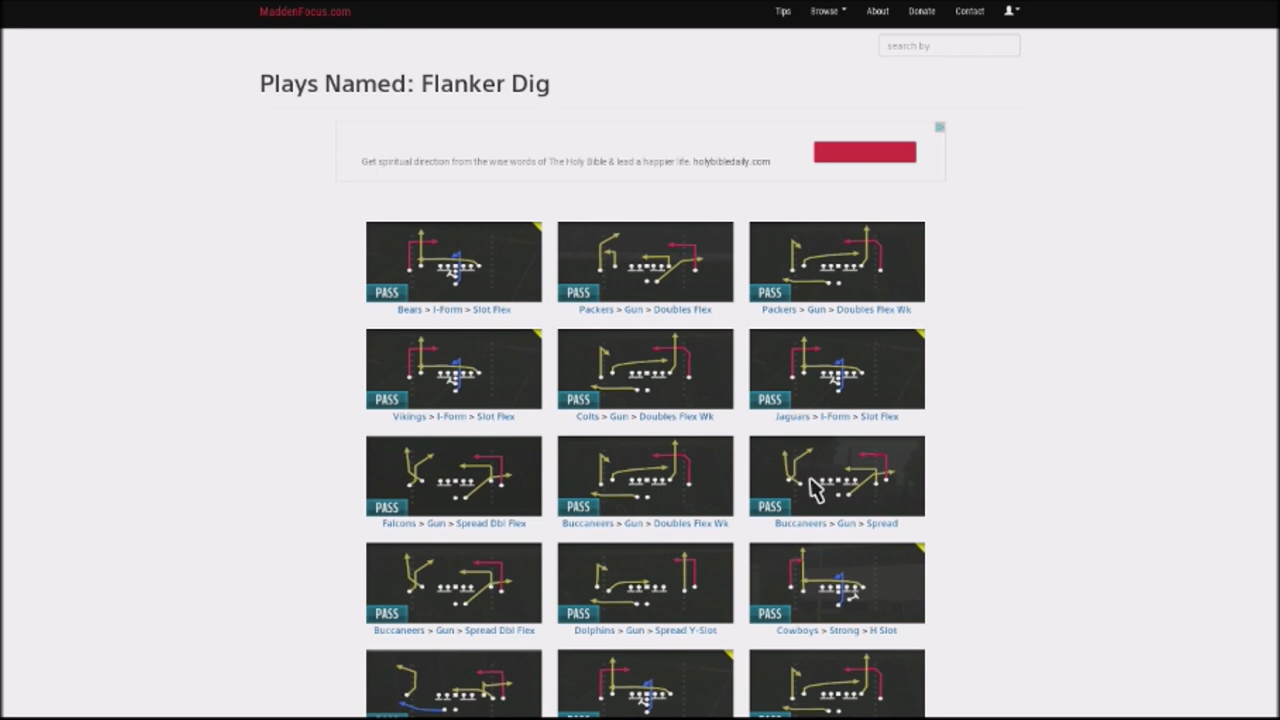 MaddenFocus.com Tips Browse About Donate Contact
search by
Plays Named: Flanker Dig
Get spiritual direction from the wise words of The Holy Bible & lead a happier life. holybibledaily.com
PASS PASS PASS
Bears > I-Form > Slot Flex Packers > Gun > Doubles Flex Packers > Gun > Doubles Flex Wk
PASS PASS PASS
Vikings > I-Form > Slot Flex Colts > Gun > Doubles Flex Wk Jaguars > I-Form > Slot Flex
PASS PASS PASS
Falcons > Gun > Spread Dbl Flex Buccaneers > Gun > Doubles Flex Wk Buccaneers > Gun > Spread
PASS PASS PASS
Buccaneers > Gun > Spread Dbl Flex Dolphins > Gun > Spread Y-Slot Cowboys > Strong > H Slot